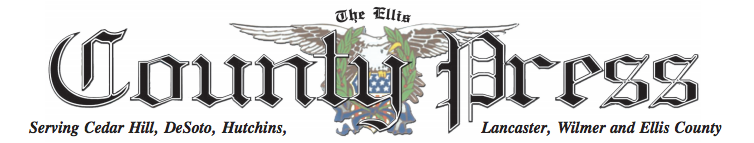 The Ellis
County Press
Serving Cedar Hill, DeSoto, Hutchins, Lancaster, Wilmer and Ellis County